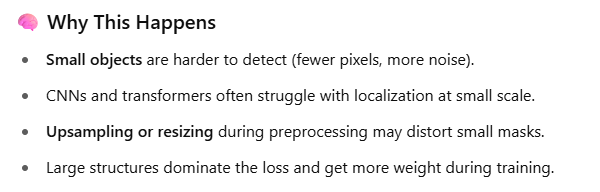 🧠 Why This Happens
• Small objects are harder to detect (fewer pixels, more noise).
• CNNs and transformers often struggle with localization at small scale.
• Upsampling or resizing during preprocessing may distort small masks.
• Large structures dominate the loss and get more weight during training.